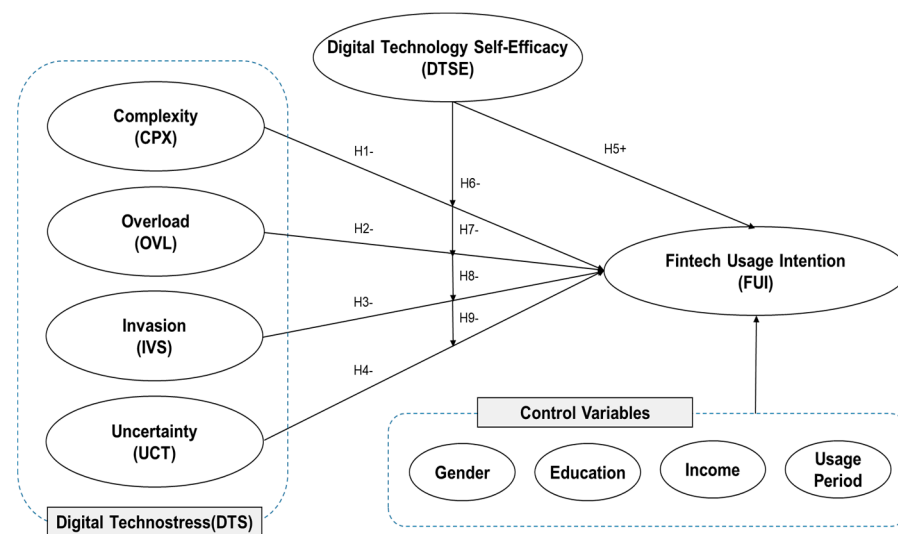 Digital Technology Self-Efficacy
(DTSE)
Complexity
(CPX)
H1-
H5+
H6-
Overload
(OVL)
H2-
H7-
Fintech Usage Intention
(FUI)
H8-
Invasion
(IVS)
H3-
H9-
H4-
Uncertainty
(UCT)
Control Variables
Gender
Education
Income
Usage
Period
Digital Technostress(DTS)